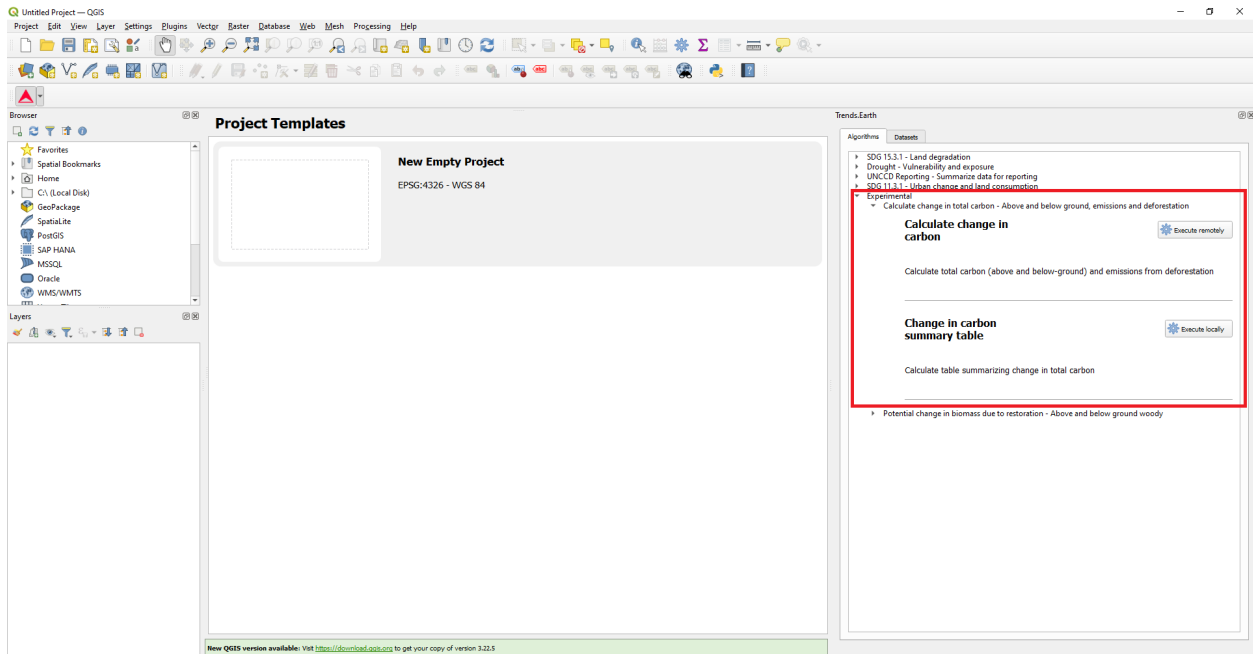 Untitled Project — QGIS
Project Edit View Layer Settings Plugins Vector Raster Database Web Mesh Processing Help
Browser
Favorites
Spatial Bookmarks
Home
C:\ (Local Disk)
GeoPackage
SpatiaLite
PostGIS
SAP HANA
MSSQL
Oracle
WMS/WMTS
Layers
Project Templates
New Empty Project
EPSG:4326 - WGS 84
New QGIS version available: Visit https://download.qgis.org to get your copy of version 3.22.5
Trends.Earth
Algorithms Datasets
SDG 15.3.1 - Land degradation
Drought - Vulnerability and exposure
UNCCD Reporting - Summarize data for reporting
SDG 11.3.1 - Urban change and land consumption
Experimental
Calculate change in total carbon - Above and below ground, emissions and deforestation
Calculate change in
carbon
Execute remotely
Calculate total carbon (above and below-ground) and emissions from deforestation
Change in carbon
summary table
Execute locally
Calculate table summarizing change in total carbon
Potential change in biomass due to restoration - Above and below ground woody